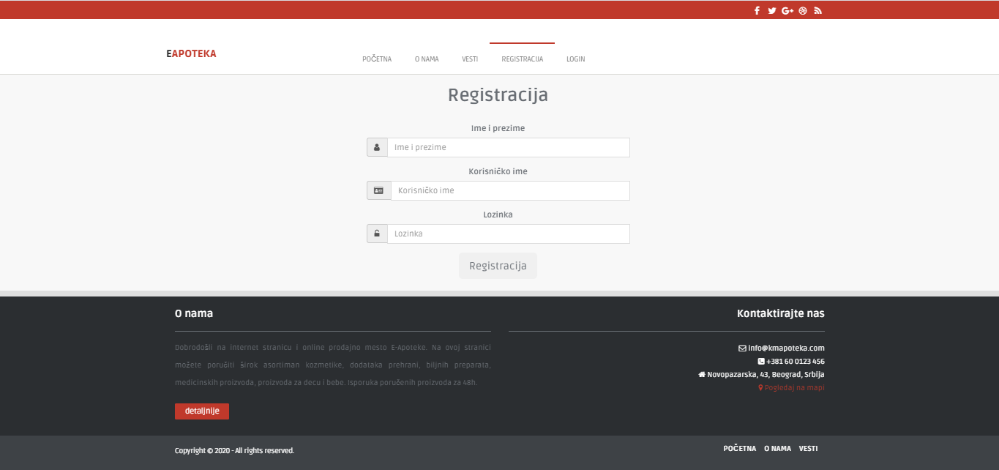 EAPOTEKA
POČETNA O NAMA VESTI REGISTRACIJA LOGIN
Registracija
Ime i prezime
Ime i prezime
Korisničko ime
Korisničko ime
Lozinka
Lozinka
Registracija
O nama
Dobrodošli na internet stranicu i online prodajno mesto E-Apoteke. Na ovoj stranici
možete poručiti širok asortiman kozmetike, dodataka prehrani, biljnih preparata,
medicinskih proizvoda, proizvoda za decu i bebe. Isporuka poručenih proizvoda za 48h.
detaljnije
Kontaktirajte nas
info@kmapoteka.com
+381 60 0123 456
Novopazarska, 43, Beograd, Srbija
Pogledaj na mapi
Copyright © 2020 - All rights reserved.
POČETNA O NAMA VESTI